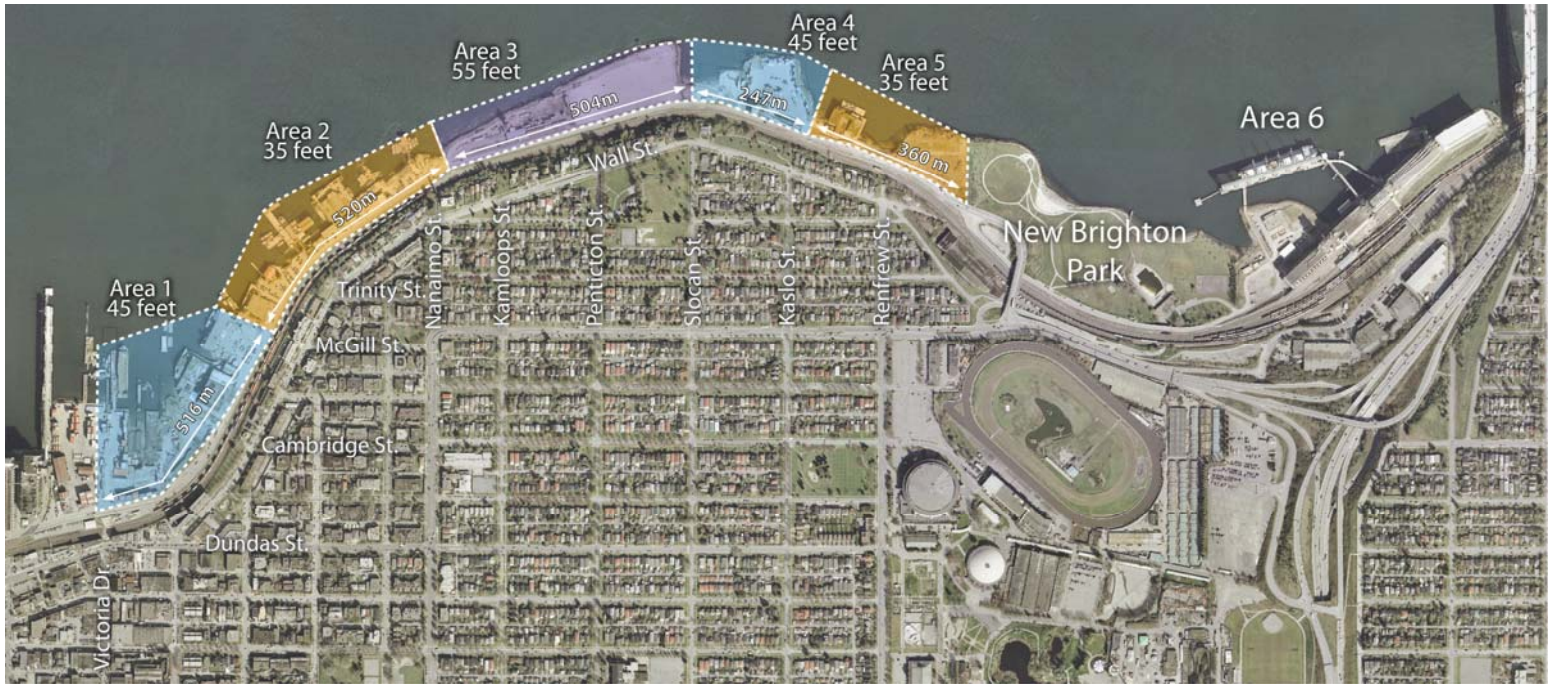 Area 1
45 feet
516 m
Area 2
35 feet
520m
Area 3
55 feet
504m
Area 4
45 feet
247m
Area 5
35 feet
360 m
Area 6
New Brighton
Park
Wall St.
Trinity St.
McGill St.
Cambridge St.
Dundas St.
Victoria Dr.
Nanaimo St.
Kamloops St.
Penticton St.
Slocan St.
Kaslo St.
Renfrew St.